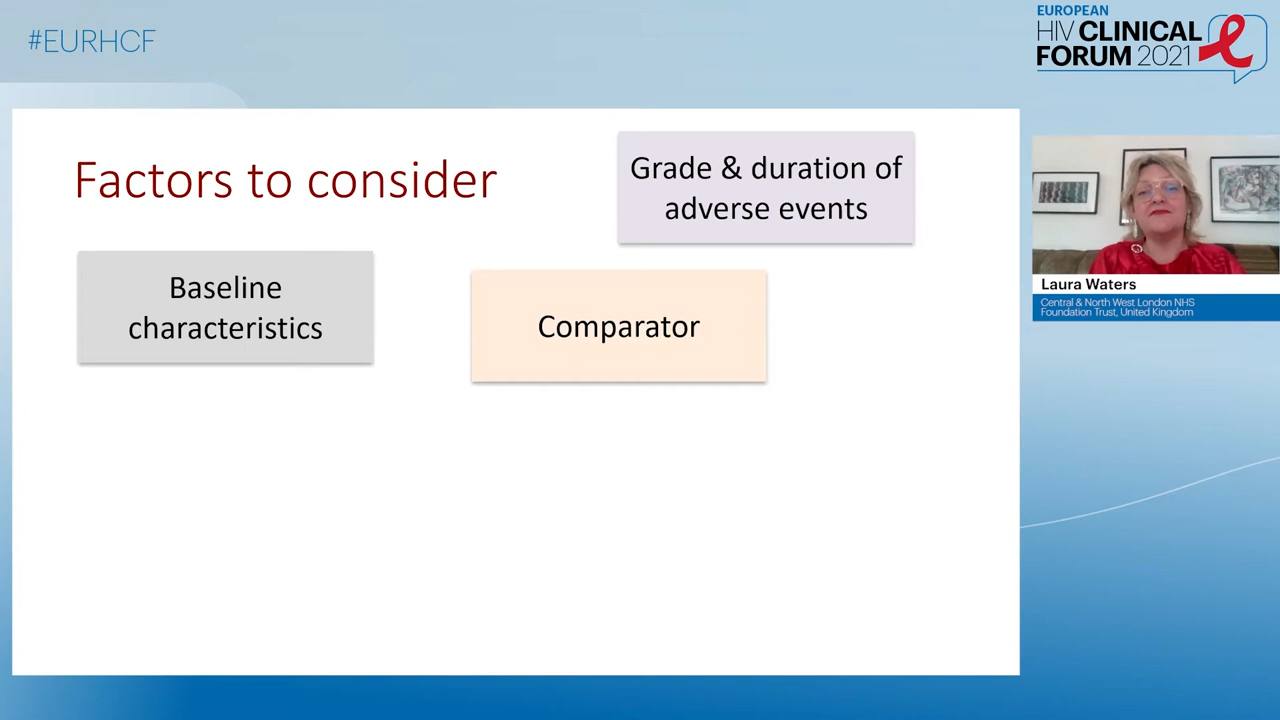 #EURHCF
EUROPEAN
HIV CLINICAL
FORUM 2021
Factors to consider
Grade & duration of
adverse events
Baseline
characteristics
Comparator
Laura Waters
Central & North West London NHS
Foundation Trust, United Kingdom